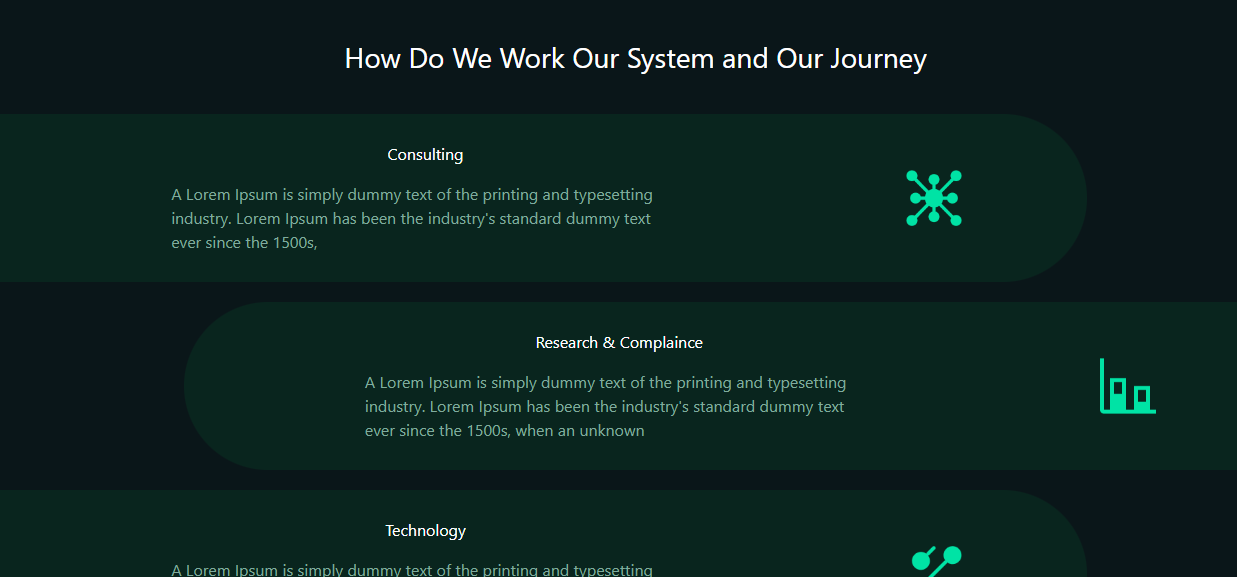 How Do We Work Our System and Our Journey
Consulting
A Lorem Ipsum is simply dummy text of the printing and typesetting
industry. Lorem Ipsum has been the industry's standard dummy text
ever since the 1500s,
Research & Complaince
A Lorem Ipsum is simply dummy text of the printing and typesetting
industry. Lorem Ipsum has been the industry's standard dummy text
ever since the 1500s, when an unknown
Technology
A Lorem Ipsum is simply dummy text of the printing and typesetting